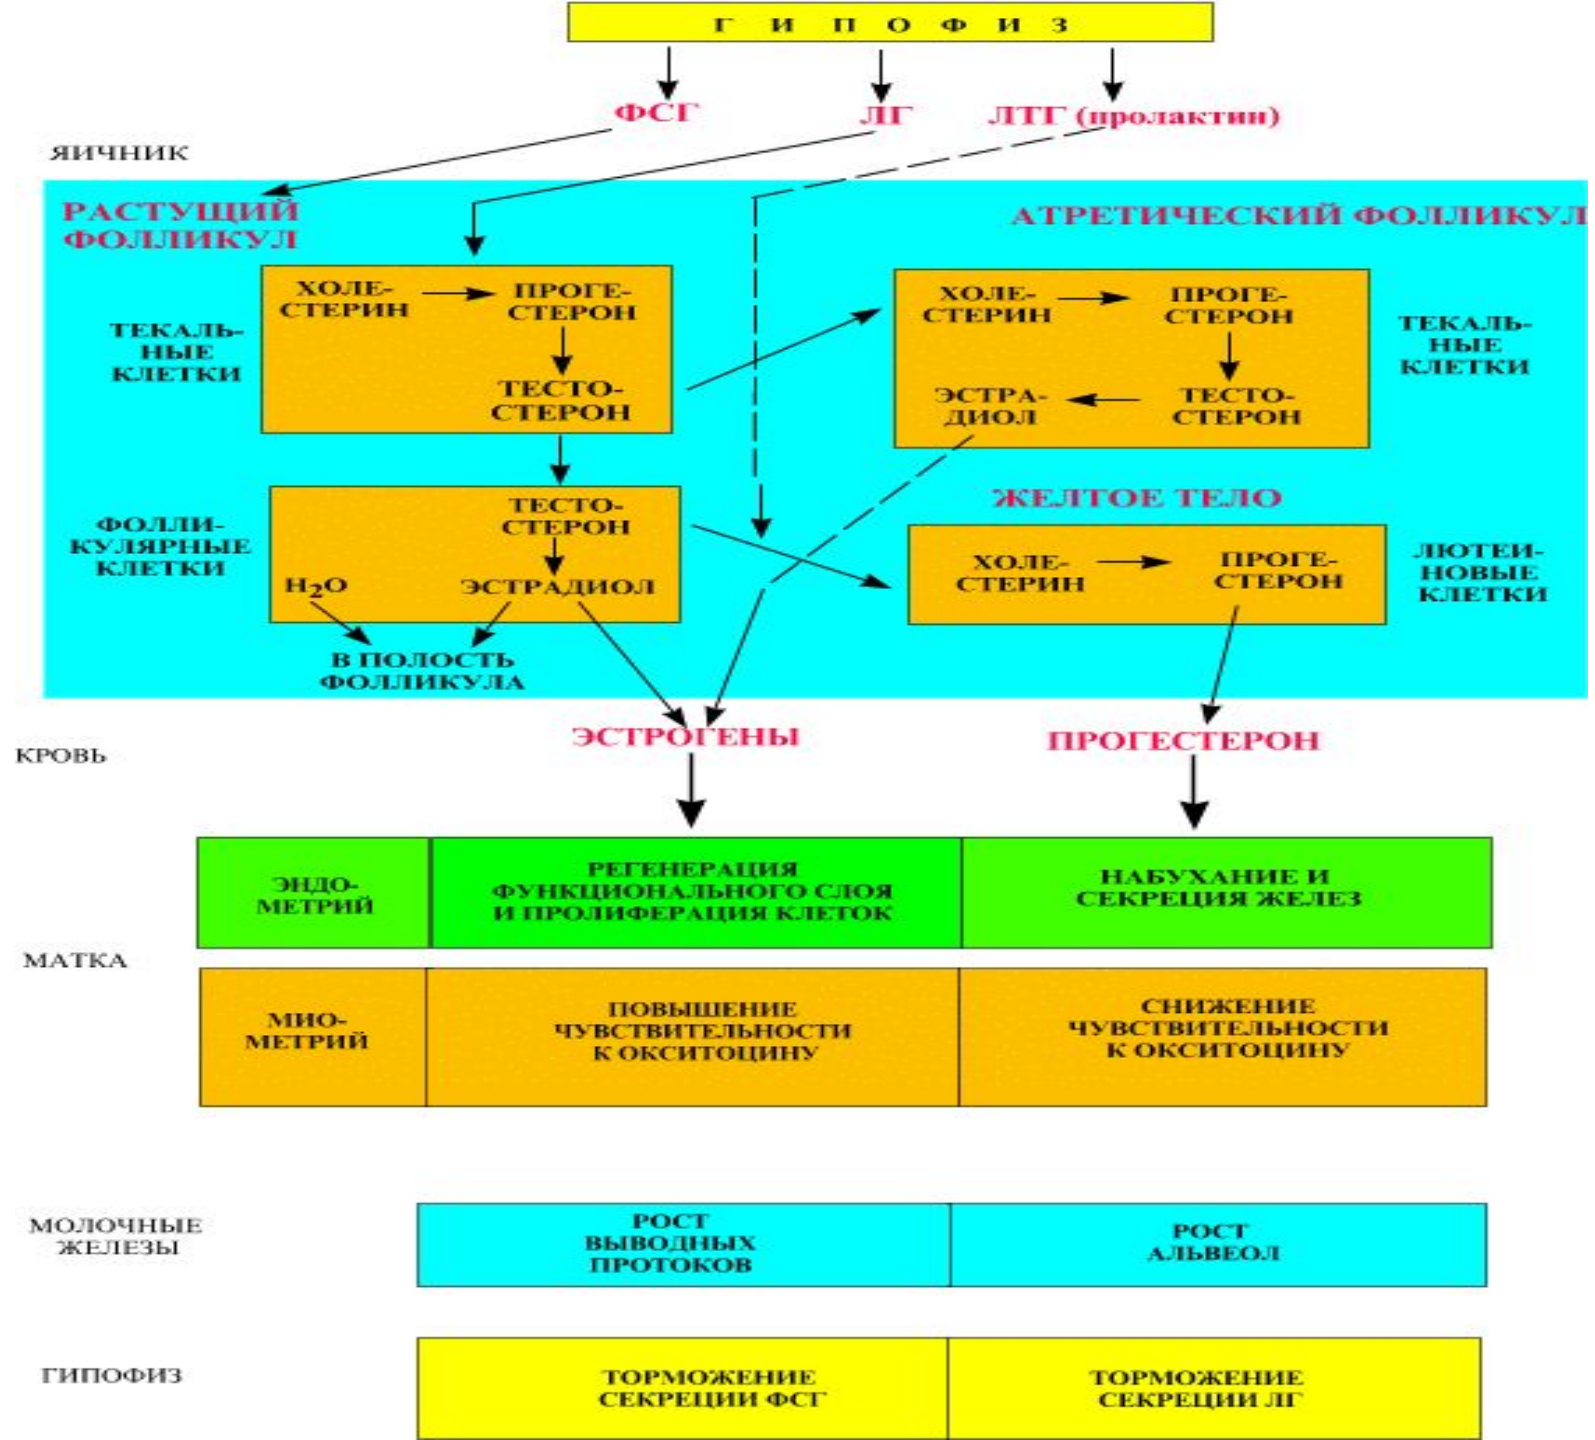 Г И П О Ф И З
ФСГ
ЛГ
ЛТГ (пролактин)
ЯИЧНИК
РАСТУЩИЙ
ФОЛЛИКУЛ
АТРЕТИЧЕСКИЙ ФОЛЛИКУЛ
ТЕКАЛЬ-
НЫЕ
КЛЕТКИ
ХОЛЕ-
СТЕРИН
ПРОГЕ-
СТЕРОН
ТЕСТО-
СТЕРОН
ХОЛЕ-
СТЕРИН
ПРОГЕ-
СТЕРОН
ЭСТРА-
ДИОЛ
ТЕСТО-
СТЕРОН
ТЕКАЛЬ-
НЫЕ
КЛЕТКИ
ФОЛЛИ-
КУЛЯРНЫЕ
КЛЕТКИ
ТЕСТО-
СТЕРОН
H2O
ЭСТРАДИОЛ
В ПОЛОСТЬ
ФОЛЛИКУЛА
ЖЕЛТОЕ ТЕЛО
ХОЛЕ-
СТЕРИН
ПРОГЕ-
СТЕРОН
ЛЮТЕИ-
НОВЫЕ
КЛЕТКИ
КРОВЬ
ЭСТРОГЕНЫ
ПРОГЕСТЕРОН
МАТКА
ЭНДО-
МЕТРИЙ
РЕГЕНЕРАЦИЯ
ФУНКЦИОНАЛЬНОГО СЛОЯ
И ПРОЛИФЕРАЦИЯ КЛЕТОК
НАБУХАНИЕ И
СЕКРЕЦИЯ ЖЕЛЕЗ
МИО-
МЕТРИЙ
ПОВЫШЕНИЕ
ЧУВСТВИТЕЛЬНОСТИ
К ОКСИТОЦИНУ
СНИЖЕНИЕ
ЧУВСТВИТЕЛЬНОСТИ
К ОКСИТОЦИНУ
МОЛОЧНЫЕ
ЖЕЛЕЗЫ
РОСТ
ВЫВОДНЫХ
ПРОТОКОВ
РОСТ
АЛЬВЕОЛ
ГИПОФИЗ
ТОРМОЖЕНИЕ
СЕКРЕЦИИ ФСГ
ТОРМОЖЕНИЕ
СЕКРЕЦИИ ЛГ